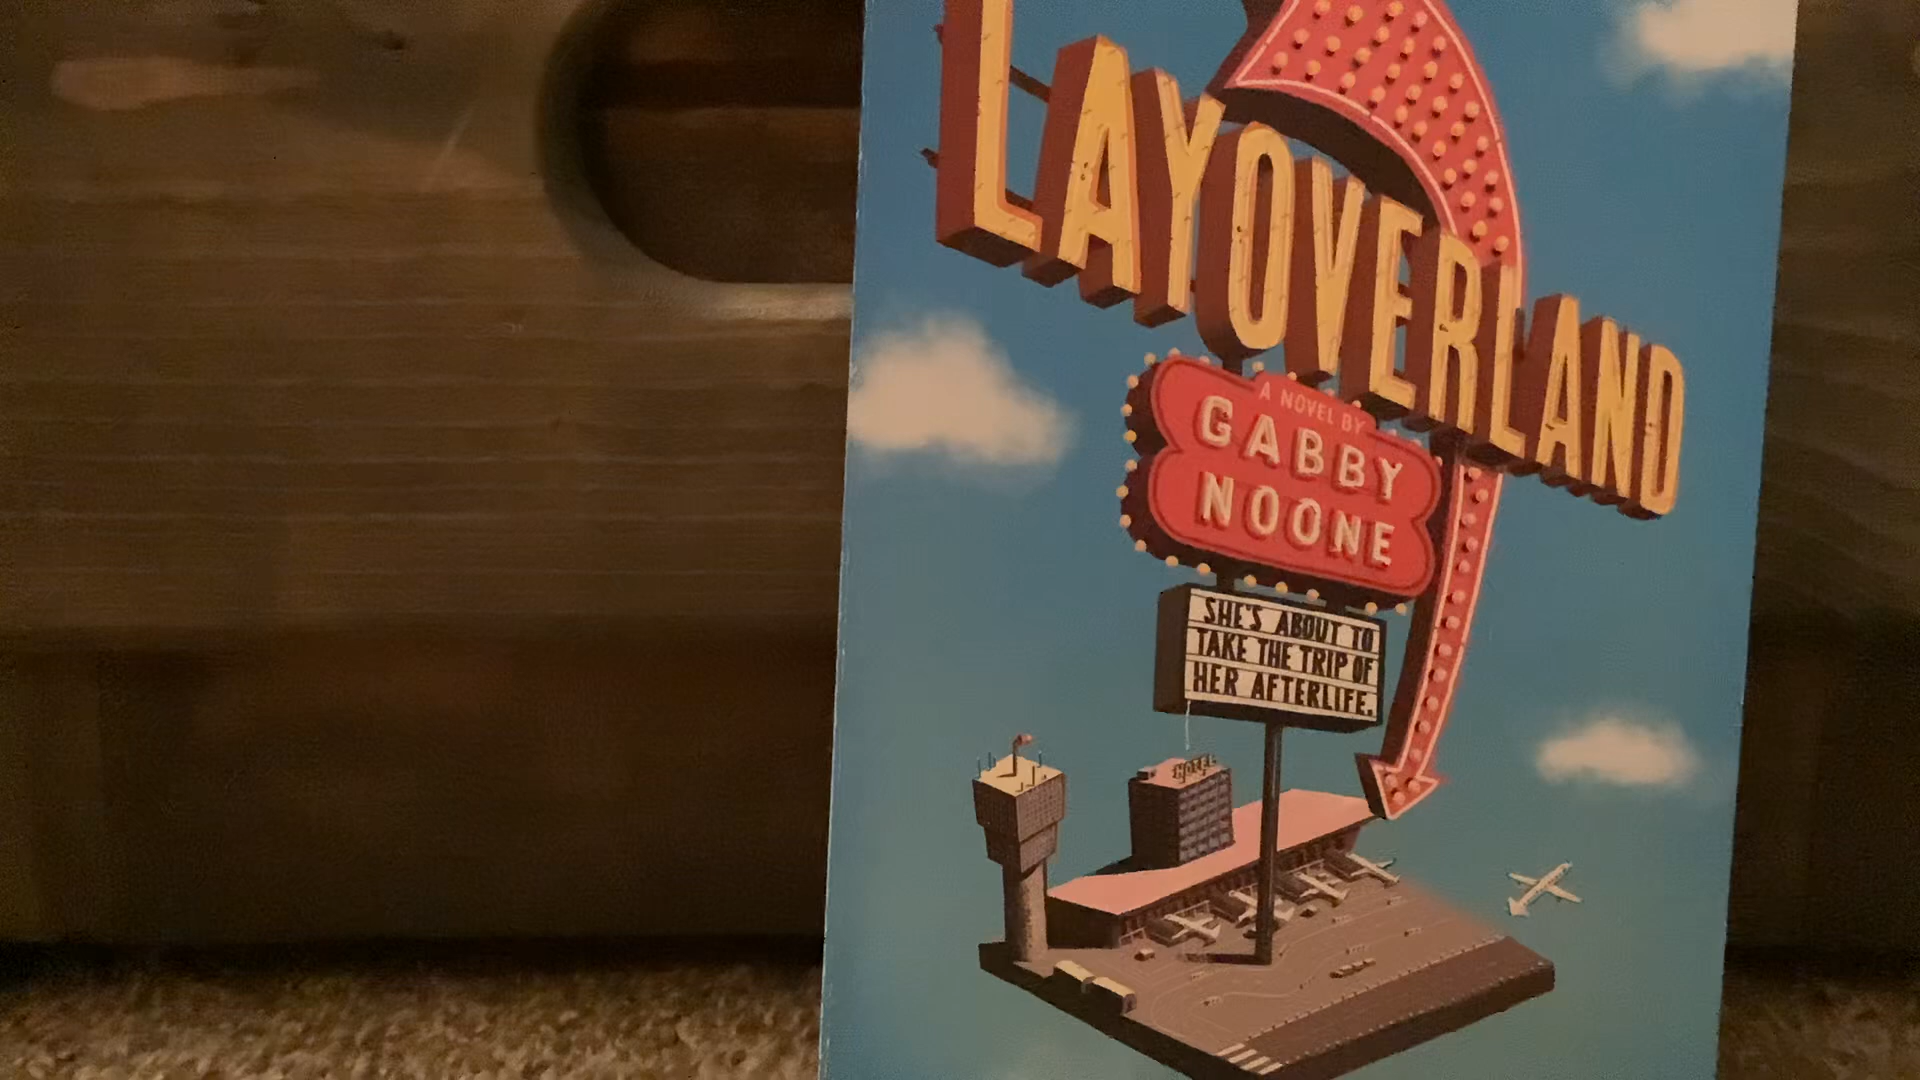 LAYOVERLAND
A NOVEL BY
GABBY
NOONE
SHE'S ABOUT TO
TAKE THE TRIP OF
HER AFTERLIFE.
HOTEL